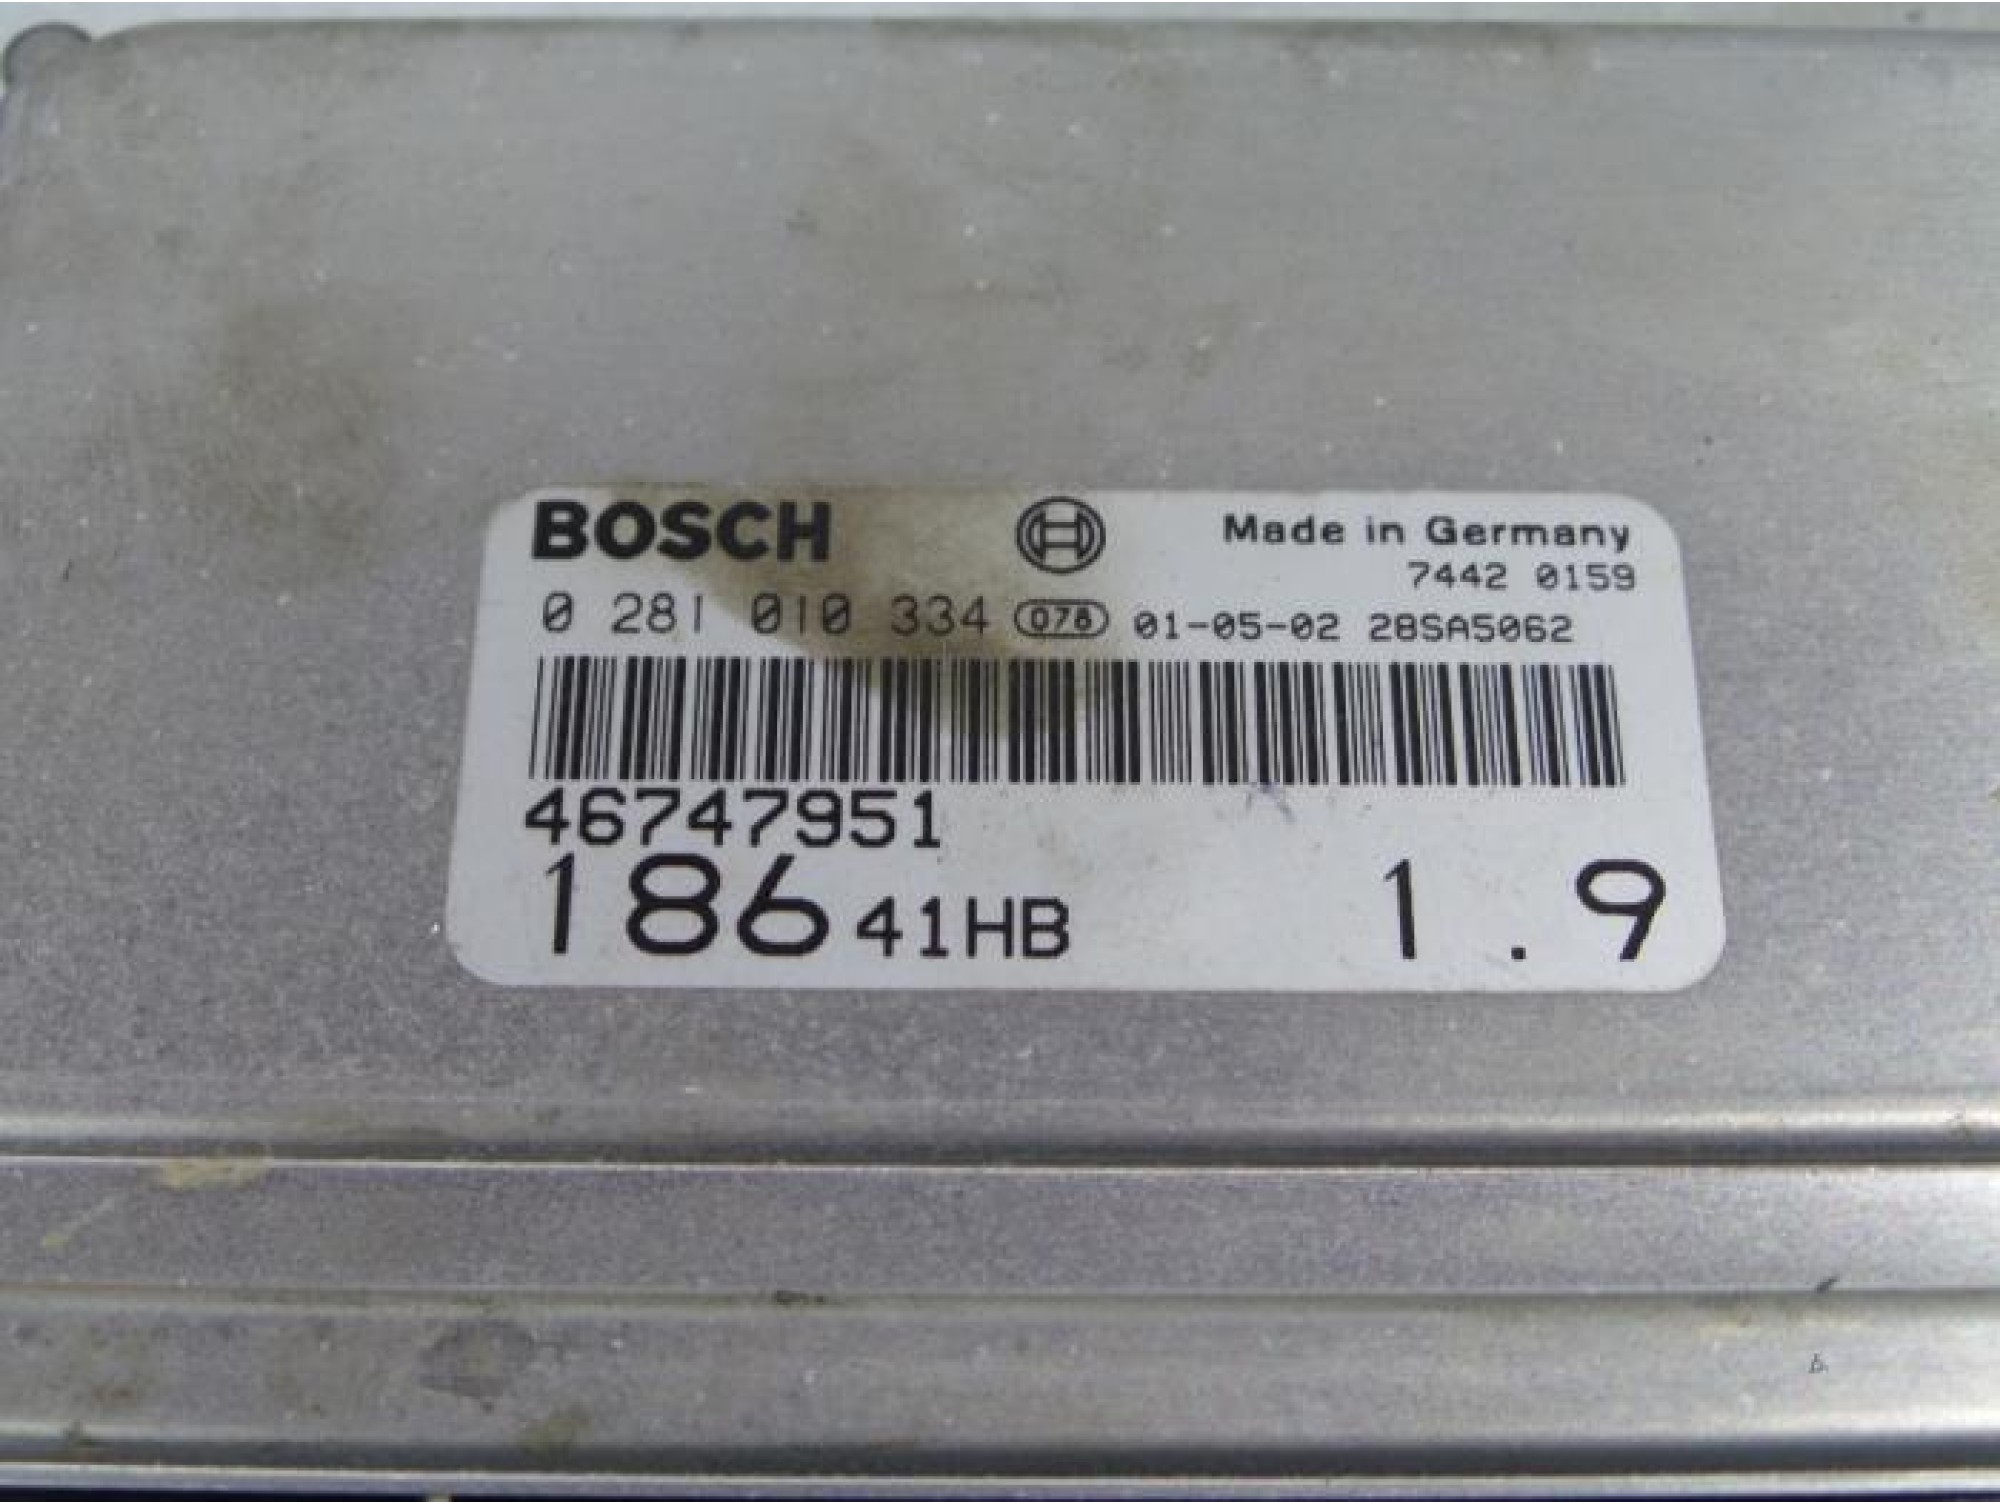 BOSCH Made in Germany
7442 0159
0 281 010 334 078 01-05-02 28SA5062
46747951
186 41HB 1.9